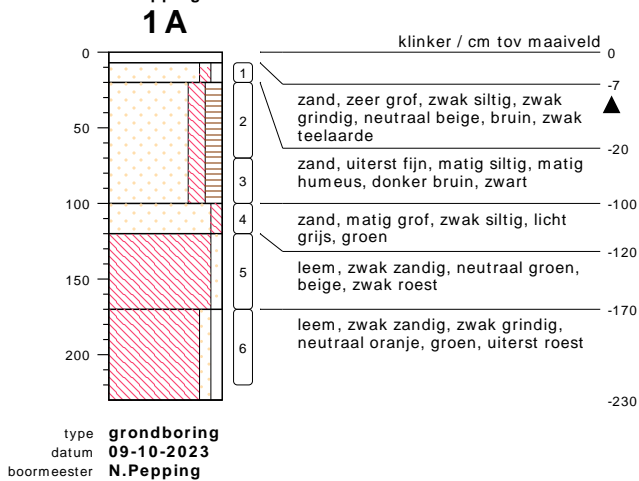 1A
klinker / cm tov maaiveld
0
0
-7
1
zand, zeer grof, zwak siltig, zwak
grindig, neutraal beige, bruin, zwak
teelaarde
50
2
-20
zand, uiterst fijn, matig siltig, matig
humeus, donker bruin, zwart
3
100
-100
4
zand, matig grof, zwak siltig, licht
grijs, groen
-120
5
leem, zwak zandig, neutraal groen,
beige, zwak roest
150
-170
6
leem, zwak zandig, zwak grindig,
neutraal oranje, groen, uiterst roest
200
-230
type grondboring
datum 09-10-2023
boormeester N.Pepping